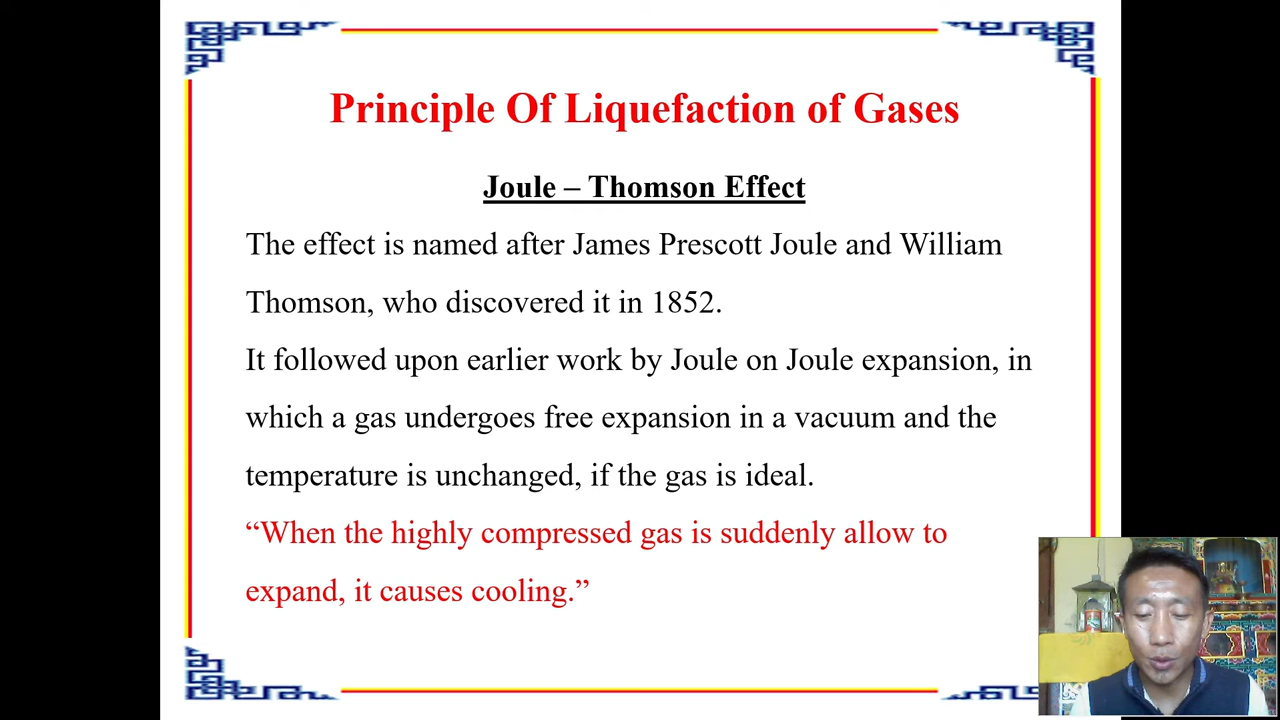 Principle Of Liquefaction of Gases
Joule – Thomson Effect
The effect is named after James Prescott Joule and William
Thomson, who discovered it in 1852.
It followed upon earlier work by Joule on Joule expansion, in
which a gas undergoes free expansion in a vacuum and the
temperature is unchanged, if the gas is ideal.
“When the highly compressed gas is suddenly allow to
expand, it causes cooling.”